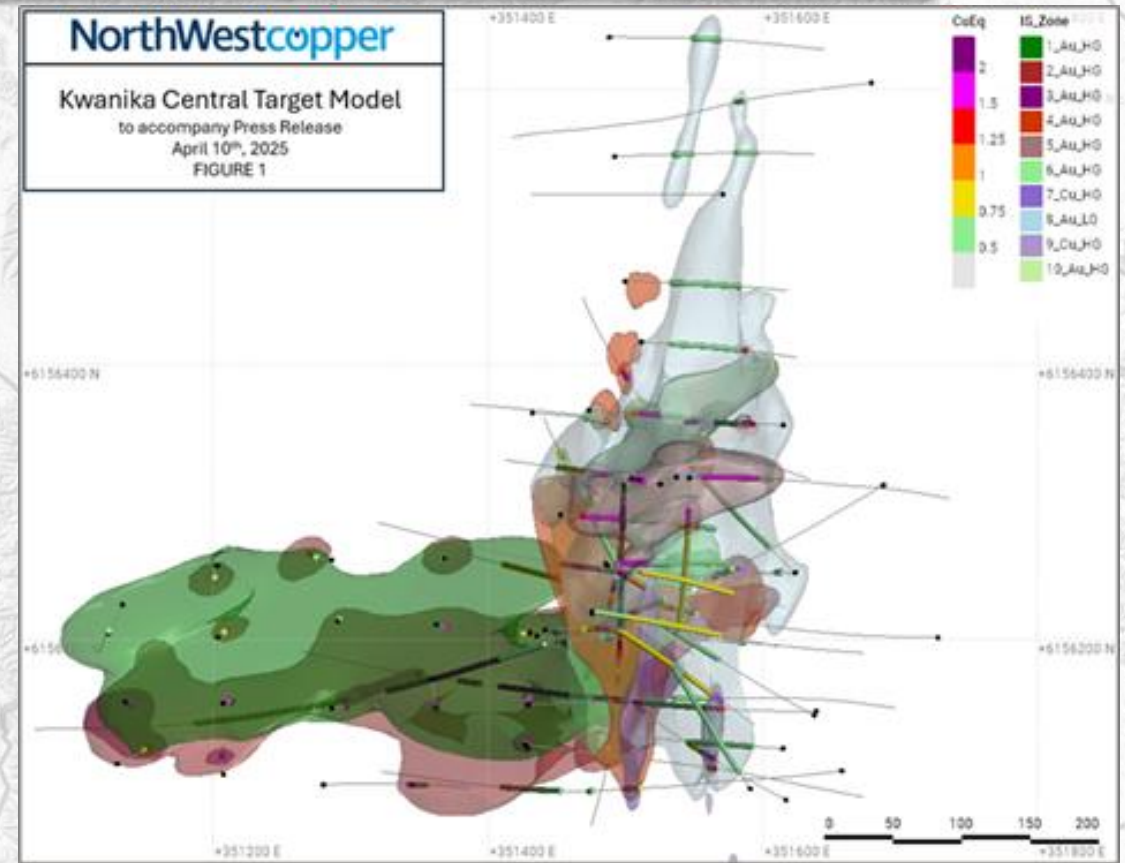 NorthWestcopper
Kwanika Central Target Model
to accompany Press Release
April 10th, 2025
FIGURE 1
+351400 E
+351600 E
CuEq
2
1.5
1.25
1
0.75
0.5
IS_Zone
1_Au_HG
2_Au_HG
3_Au_HG
4_Au_HG
5_Au_HG
6_Au_HG
7_Cu_HG
8_Au_LG
9_Cu_HG
10_Au_HG
+6156400 N
+6156400 N
+6156200 N
0 50 100 150 200
+351200 E
+351400 E
+351600 E
+351800 E